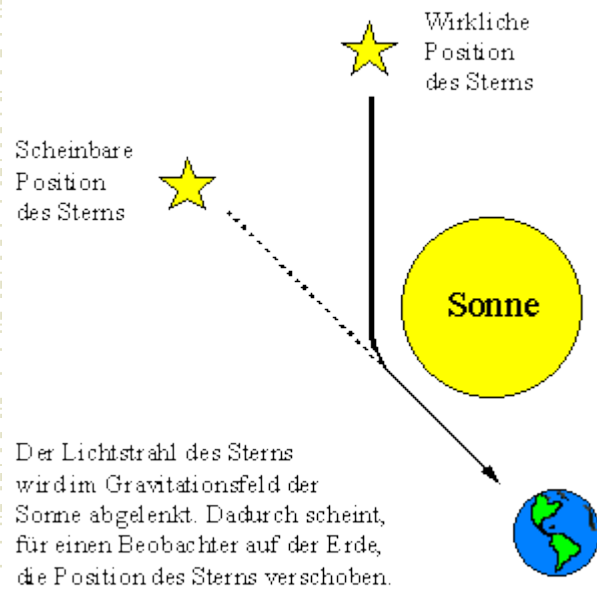 Wirkliche
Position
des Sterns
Scheinbare
Position
des Sterns
Sonne
Der Lichtstrahl des Sterns
wird im Gravitationsfeld der
Sonne abgelenkt. Dadurch scheint,
für einen Beobachter auf der Erde,
die Position des Sterns verschoben.